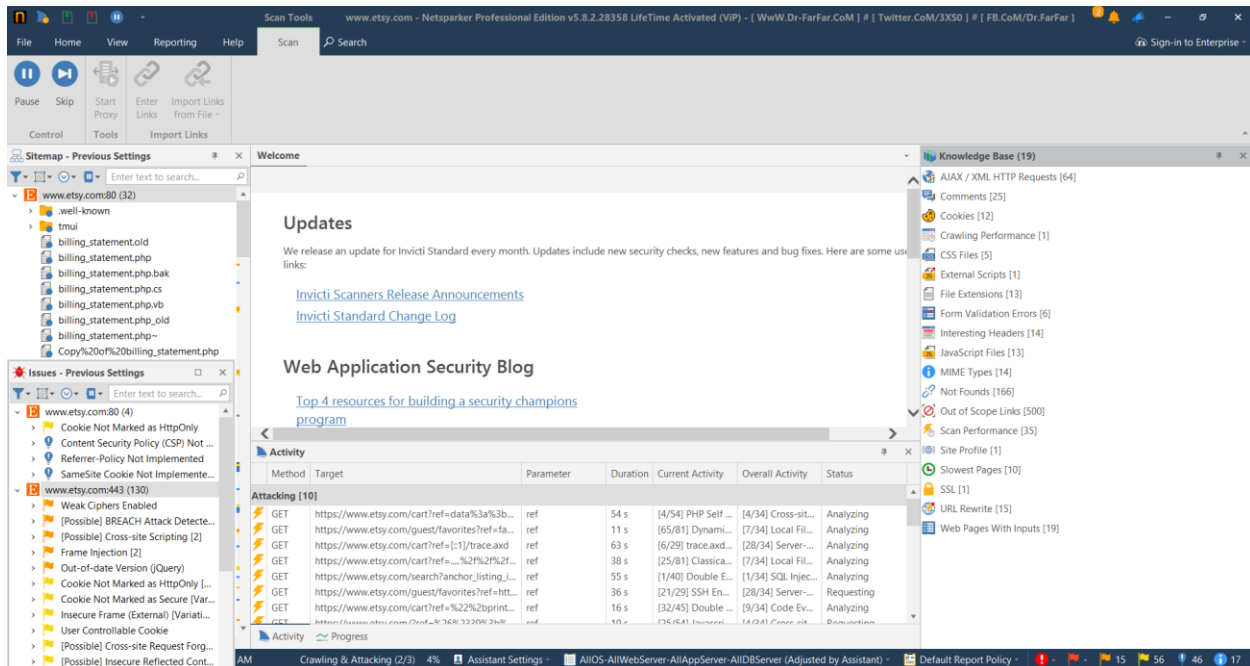 Scan Tools www.etsy.com - Netsparker Professional Edition v5.8.2.28358 LifeTime Activated (ViP) - [ WwW.Dr-FarFar.CoM ] # [ Twitter.CoM/3XS0 ] # [ FB.CoM/Dr.FarFar ] 2
File Home View Reporting Help Scan Search Sign-in to Enterprise
Pause Skip Start Proxy Enter Links Import Links from File
Control Tools Import Links
Sitemap - Previous Settings
Enter text to search...
www.etsy.com:80 (32)
.well-known
tmui
billing_statement.old
billing_statement.php
billing_statement.php.bak
billing_statement.php.cs
billing_statement.php.vb
billing_statement.php_old
billing_statement.php~
Copy%20of%20billing_statement.php
Issues - Previous Settings
Enter text to search...
www.etsy.com:80 (4)
Cookie Not Marked as HttpOnly
Content Security Policy (CSP) Not ...
Referrer-Policy Not Implemented
SameSite Cookie Not Implemente...
www.etsy.com:443 (130)
Weak Ciphers Enabled
[Possible] BREACH Attack Detecte...
[Possible] Cross-site Scripting [2]
Frame Injection [2]
Out-of-date Version (jQuery)
Cookie Not Marked as HttpOnly [...
Cookie Not Marked as Secure [Var...
Insecure Frame (External) [Variati...
User Controllable Cookie
[Possible] Cross-site Request Forg...
[Possible] Insecure Reflected Cont...
Welcome
Updates
We release an update for Invicti Standard every month. Updates include new security checks, new features and bug fixes. Here are some use
links:
Invicti Scanners Release Announcements
Invicti Standard Change Log
Web Application Security Blog
Top 4 resources for building a security champions
program
Activity
Method Target Parameter Duration Current Activity Overall Activity Status
Attacking [10]
GET https://www.etsy.com/cart?ref=data%3a%3b... ref 54 s [4/54] PHP Self ... [4/34] Cross-sit... Analyzing
GET https://www.etsy.com/guest/favorites?ref=fa... ref 11 s [65/81] Dynami... [7/34] Local Fil... Analyzing
GET https://www.etsy.com/cart?ref=[::1]/trace.axd ref 63 s [6/29] trace.axd... [28/34] Server-... Analyzing
GET https://www.etsy.com/cart?ref=....%2f%2f%2f... ref 38 s [25/81] Classica... [7/34] Local Fil... Analyzing
GET https://www.etsy.com/search?anchor_listing_i... ref 55 s [1/40] Double E... [1/34] SQL Injec... Analyzing
GET https://www.etsy.com/guest/favorites?ref=htt... ref 36 s [21/29] SSH En... [28/34] Server-... Requesting
GET https://www.etsy.com/cart?ref=%22%2bprint... ref 16 s [32/45] Double ... [9/34] Code Ev... Analyzing
GET ref 10 s
Activity Progress
Knowledge Base (19)
AJAX / XML HTTP Requests [64]
Comments [25]
Cookies [12]
Crawling Performance [1]
CSS Files [5]
External Scripts [1]
File Extensions [13]
Form Validation Errors [6]
Interesting Headers [14]
JavaScript Files [13]
MIME Types [14]
Not Founds [166]
Out of Scope Links [500]
Scan Performance [35]
Site Profile [1]
Slowest Pages [10]
SSL [1]
URL Rewrite [15]
Web Pages With Inputs [19]
AM Crawling & Attacking (2/3) 4% Assistant Settings AllOS-AllWebServer-AllAppServer-AllDBServer (Adjusted by Assistant) Default Report Policy - - 15 56 46 17